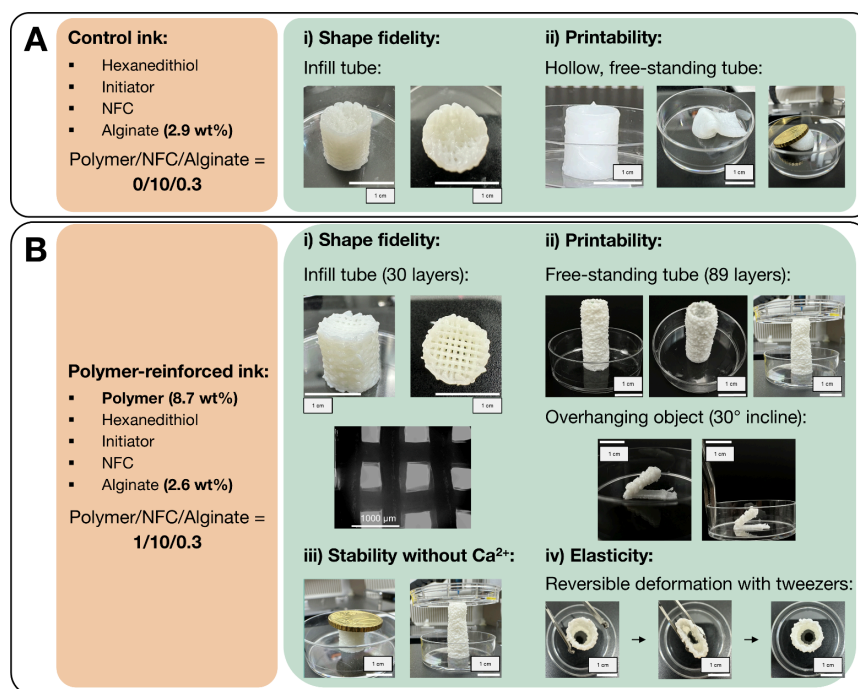 A
Control ink:
▪ Hexanedithiol
▪ Initiator
▪ NFC
▪ Alginate (2.9 wt%)
Polymer/NFC/Alginate =
0/10/0.3
i) Shape fidelity:
Infill tube:
1 cm
1 cm
ii) Printability:
Hollow, free-standing tube:
1 cm
1 cm
1 cm
B
Polymer-reinforced ink:
▪ Polymer (8.7 wt%)
▪ Hexanedithiol
▪ Initiator
▪ NFC
▪ Alginate (2.6 wt%)
Polymer/NFC/Alginate =
1/10/0.3
i) Shape fidelity:
Infill tube (30 layers):
1 cm
1 cm
1000 µm
ii) Printability:
Free-standing tube (89 layers):
1 cm
1 cm
1 cm
Overhanging object (30° incline):
1 cm
1 cm
iii) Stability without Ca²⁺:
1 cm
1 cm
iv) Elasticity:
Reversible deformation with tweezers:
1 cm
1 cm
1 cm